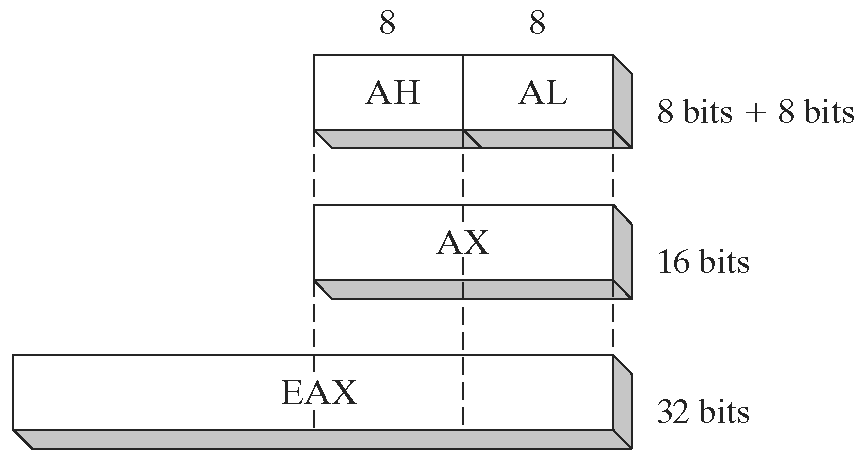 8 8
AH AL 8 bits + 8 bits
AX 16 bits
EAX 32 bits